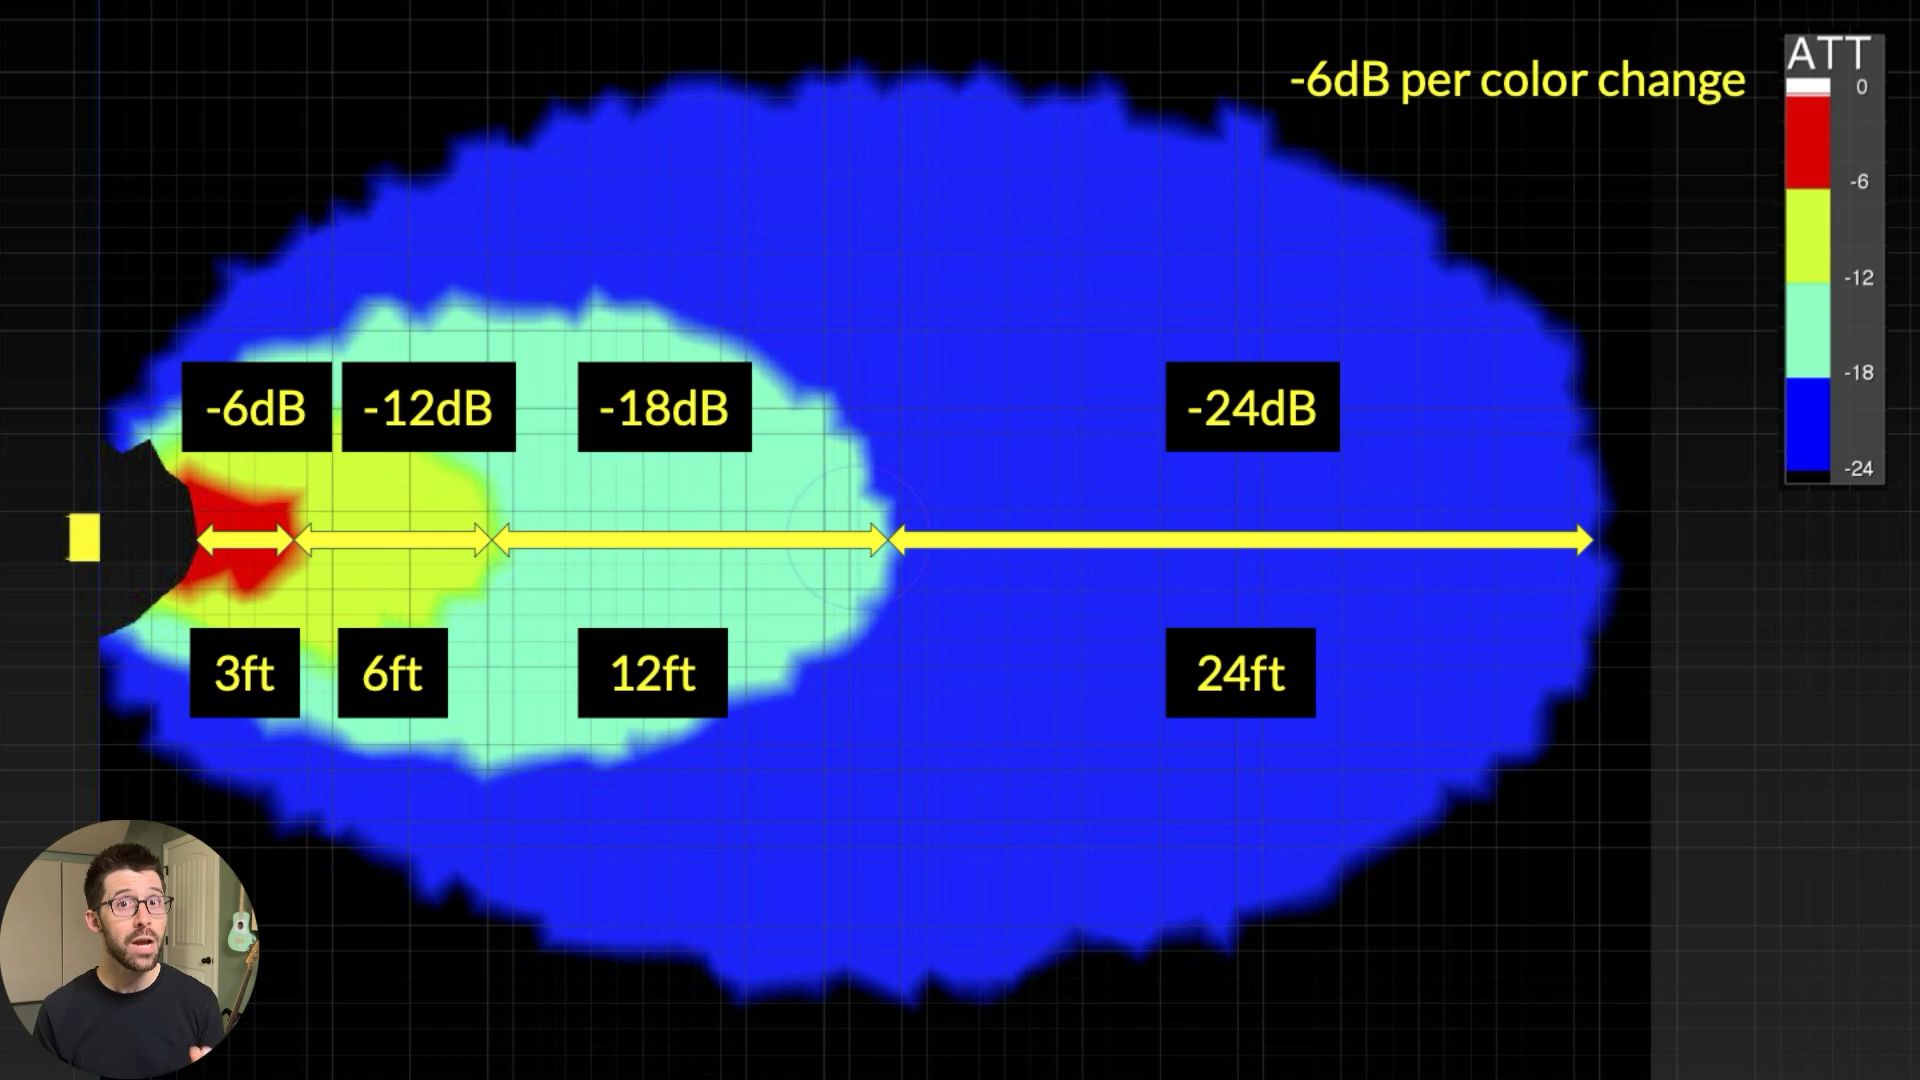 -6dB per color change
ATT
0
-6
-12
-18
-24
-6dB
-12dB
-18dB
-24dB
3ft
6ft
12ft
24ft